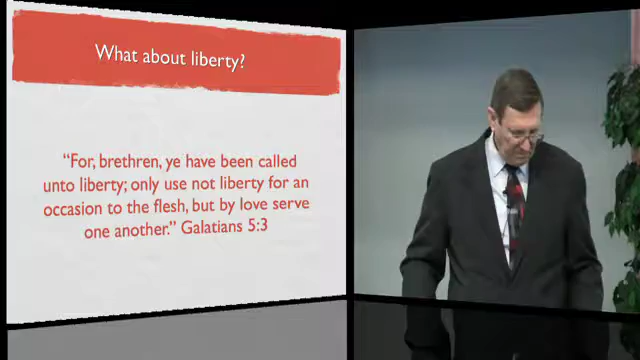 What about liberty?
“For, brethren, ye have been called
unto liberty; only use not liberty for an
occasion to the flesh, but by love serve
one another.” Galatians 5:3